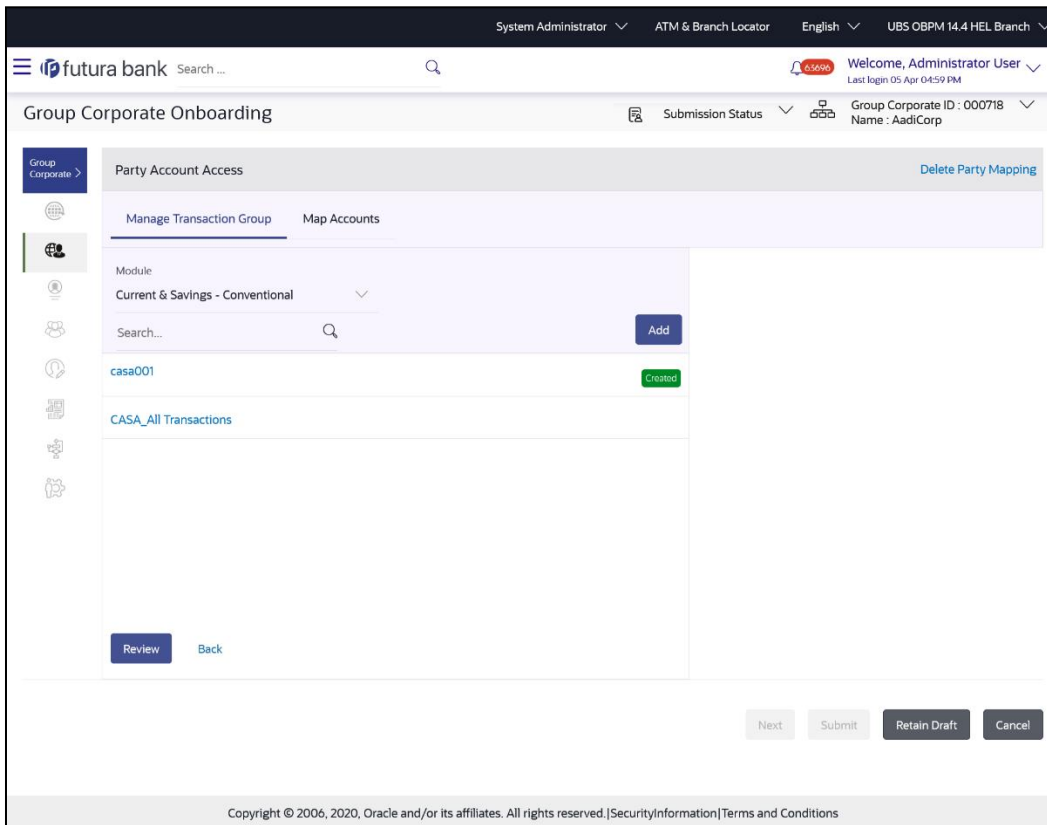 System Administrator ATM & Branch Locator English UBS OBPM 14.4 HEL Branch
futura bank Search ... 63696 Welcome, Administrator User
Last login 05 Apr 04:59 PM
Group Corporate Onboarding Submission Status Group Corporate ID : 000718
Name : AadiCorp
Group
Corporate >
Party Account Access Delete Party Mapping
Manage Transaction Group Map Accounts
Module
Current & Savings - Conventional
Search... Add
casa001 Created
CASA_All Transactions
Review Back
Next Submit Retain Draft Cancel
Copyright © 2006, 2020, Oracle and/or its affiliates. All rights reserved.|SecurityInformation|Terms and Conditions